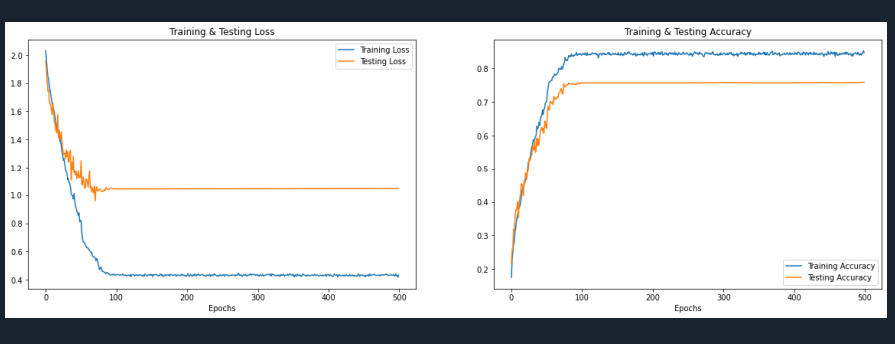 Training & Testing Loss
Training Loss
Testing Loss
2.0
1.8
1.6
1.4
1.2
1.0
0.8
0.6
0.4
0 100 200 300 400 500
Epochs
Training & Testing Accuracy
0.8
0.7
0.6
0.5
0.4
0.3
0.2
Training Accuracy
Testing Accuracy
0 100 200 300 400 500
Epochs